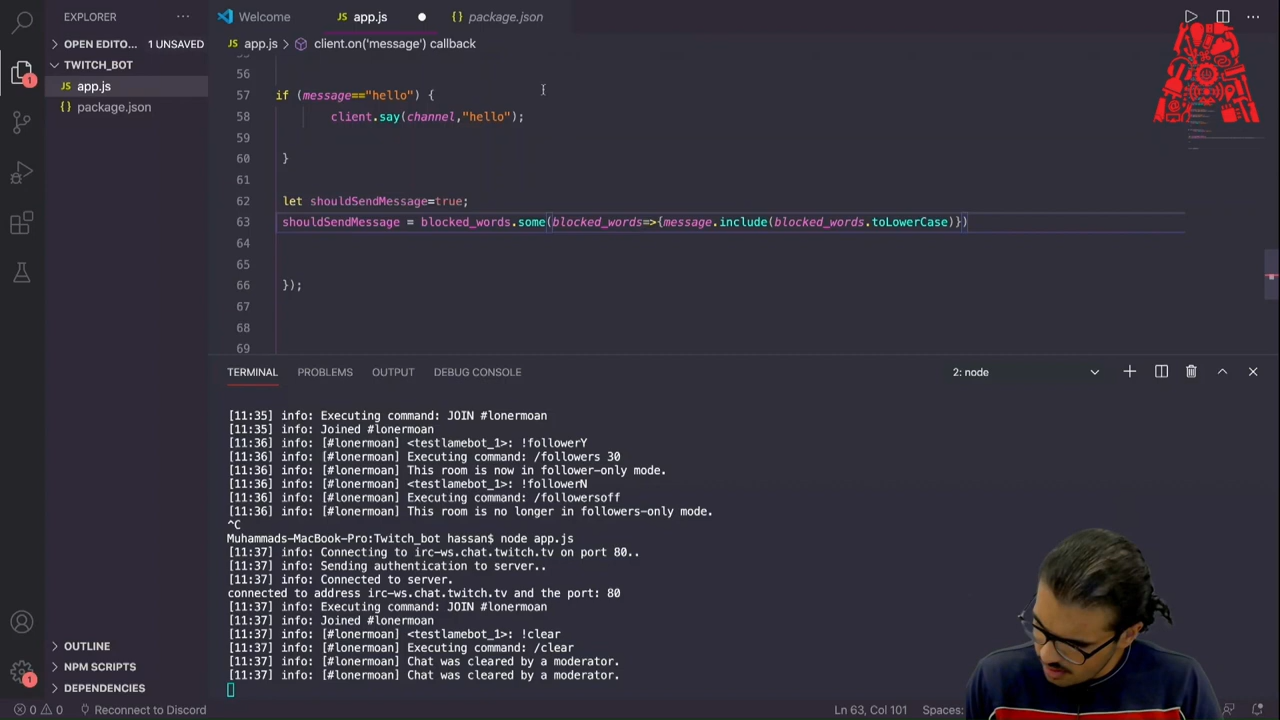 EXPLORER
Welcome
JS app.js
{} package.json
OPEN EDITO... 1 UNSAVED
JS app.js > client.on('message') callback
TWITCH_BOT
JS app.js
{} package.json
56
57 if (message=="hello") {
58 client.say(channel,"hello");
59
60 }
61
62 let shouldSendMessage=true;
63 shouldSendMessage = blocked_words.some(blocked_words=>{message.include(blocked_words.toLowerCase)})
64
65
66 });
67
68
69
TERMINAL PROBLEMS OUTPUT DEBUG CONSOLE 2: node
[11:35] info: Executing command: JOIN #lonermoan
[11:35] info: Joined #lonermoan
[11:36] info: [#lonermoan] <testlamebot_1>: !followerY
[11:36] info: [#lonermoan] Executing command: /followers 30
[11:36] info: [#lonermoan] This room is now in follower-only mode.
[11:36] info: [#lonermoan] <testlamebot_1>: !followerN
[11:36] info: [#lonermoan] Executing command: /followersoff
[11:36] info: [#lonermoan] This room is no longer in followers-only mode.
^C
Muhammads-MacBook-Pro:Twitch_bot hassan$ node app.js
[11:37] info: Connecting to irc-ws.chat.twitch.tv on port 80..
[11:37] info: Sending authentication to server..
[11:37] info: Connected to server.
connected to address irc-ws.chat.twitch.tv and the port: 80
[11:37] info: Executing command: JOIN #lonermoan
[11:37] info: Joined #lonermoan
[11:37] info: [#lonermoan] <testlamebot_1>: !clear
[11:37] info: [#lonermoan] Executing command: /clear
[11:37] info: [#lonermoan] Chat was cleared by a moderator.
[11:37] info: [#lonermoan] Chat was cleared by a moderator.
OUTLINE
NPM SCRIPTS
DEPENDENCIES
1
1
0 0 Reconnect to Discord Ln 63, Col 101 Spaces: